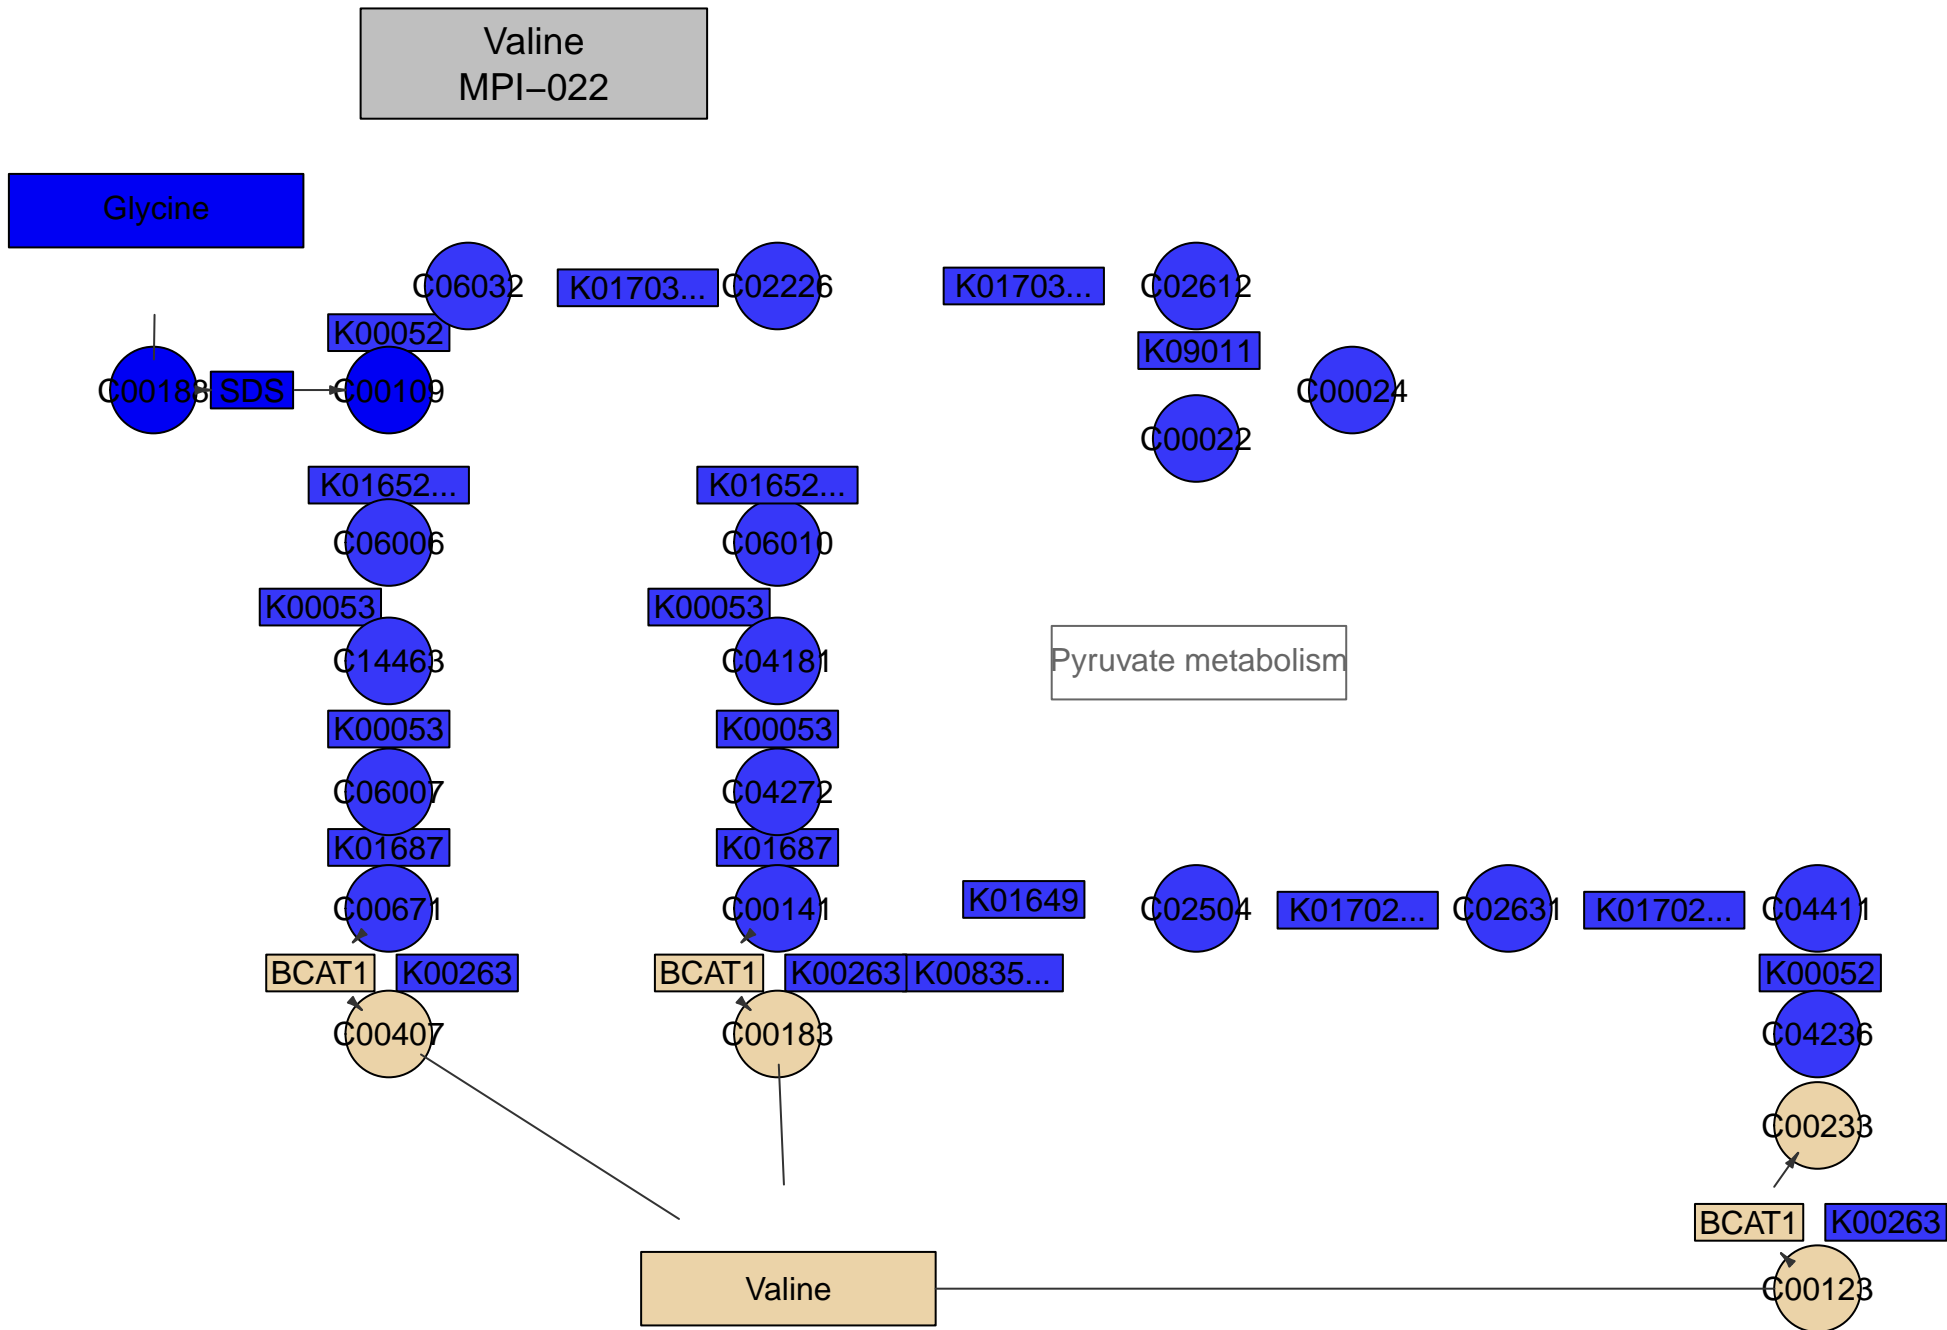 Valine
MPI−022
Glycine
C06032
K01703...
C02226
K01703...
C02612
K00052
K09011
C00188
SDS
C00109
C00024
C00022
K01652...
K01652...
C06006
C06010
K00053
K00053
C14463
C04181
Pyruvate metabolism
K00053
K00053
C06007
C04272
K01687
K01687
C00671
C00141
K01649
C02504
K01702...
C02631
K01702...
C04411
BCAT1
K00263
BCAT1
K00263
K00835...
K00052
C00407
C00183
C04236
C00233
BCAT1
K00263
Valine
C00123